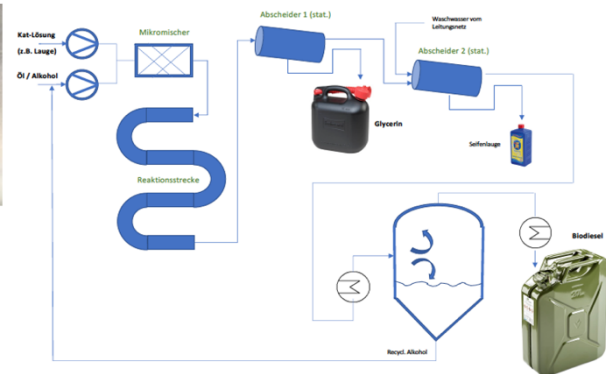 Kat-Lösung
(z.B. Lauge)
Öl / Alkohol
Mikromischer
Reaktionsstrecke
Abscheider 1 (stat.)
Glycerin
Waschwasser vom
Leitungsnetz
Abscheider 2 (stat.)
Seifenlauge
Biodiesel
Recycl. Alkohol